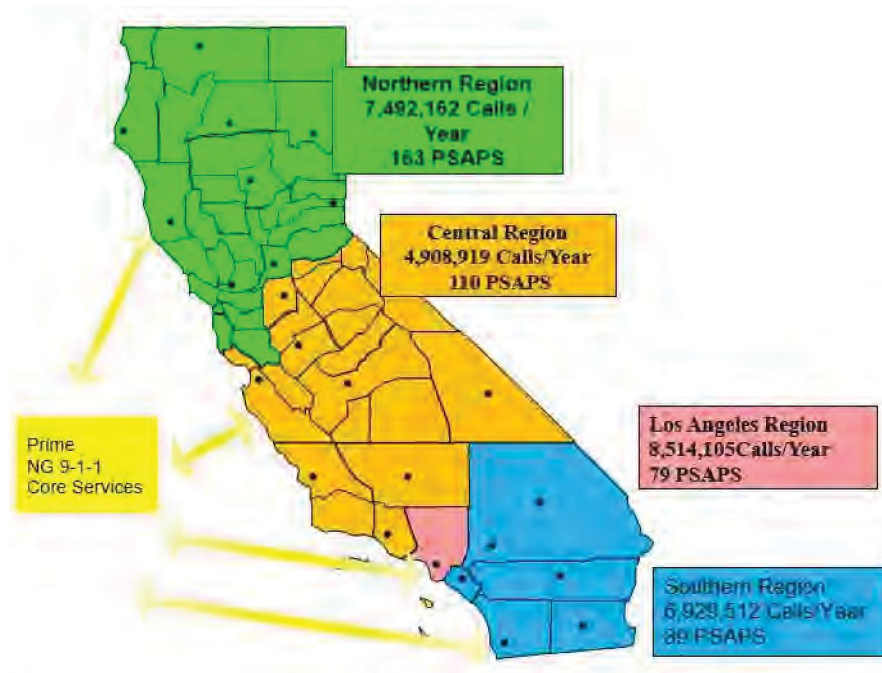 Northern Region
7,492,162 Calls /
Year
163 PSAPS
Central Region
4,908,919 Calls/Year
110 PSAPS
Prime
NG 9-1-1
Core Services
Los Angeles Region
8,514,105Calls/Year
79 PSAPS
Southern Region
6,929,512 Calls/Year
89 PSAPS